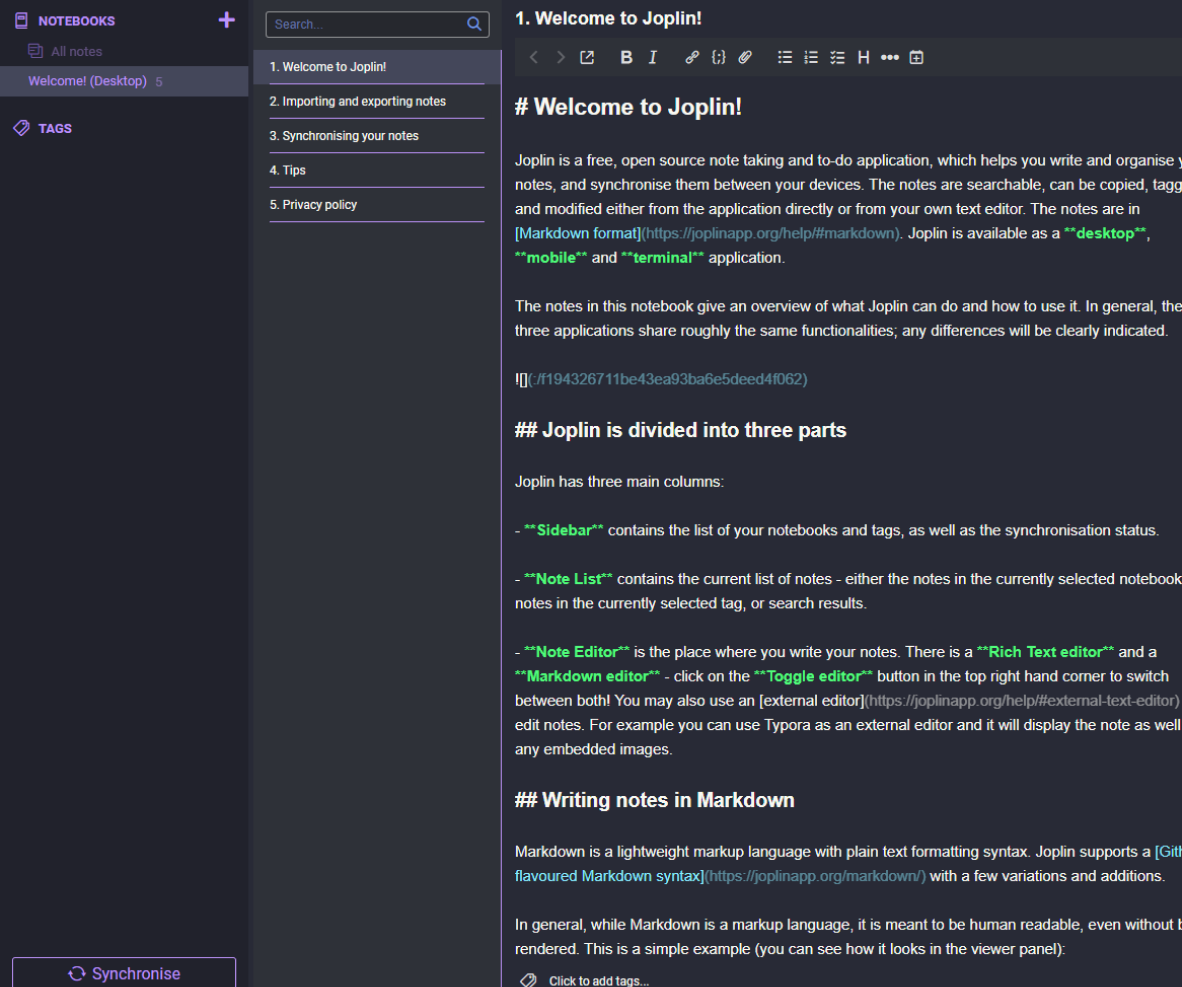 NOTEBOOKS
All notes
Welcome! (Desktop) 5
TAGS
Synchronise
Search...
1. Welcome to Joplin!
2. Importing and exporting notes
3. Synchronising your notes
4. Tips
5. Privacy policy
1. Welcome to Joplin!
B I {;} H
# Welcome to Joplin!
Joplin is a free, open source note taking and to-do application, which helps you write and organise
notes, and synchronise them between your devices. The notes are searchable, can be copied, tagg
and modified either from the application directly or from your own text editor. The notes are in
[Markdown format](https://joplinapp.org/help/#markdown). Joplin is available as a **desktop**,
**mobile** and **terminal** application.
The notes in this notebook give an overview of what Joplin can do and how to use it. In general, the
three applications share roughly the same functionalities; any differences will be clearly indicated.
![](:/f194326711be43ea93ba6e5deed4f062)
## Joplin is divided into three parts
Joplin has three main columns:
- **Sidebar** contains the list of your notebooks and tags, as well as the synchronisation status.
- **Note List** contains the current list of notes - either the notes in the currently selected notebook
notes in the currently selected tag, or search results.
- **Note Editor** is the place where you write your notes. There is a **Rich Text editor** and a
**Markdown editor** - click on the **Toggle editor** button in the top right hand corner to switch
between both! You may also use an [external editor](https://joplinapp.org/help/#external-text-editor)
edit notes. For example you can use Typora as an external editor and it will display the note as well
any embedded images.
## Writing notes in Markdown
Markdown is a lightweight markup language with plain text formatting syntax. Joplin supports a [Gith
flavoured Markdown syntax](https://joplinapp.org/markdown/) with a few variations and additions.
In general, while Markdown is a markup language, it is meant to be human readable, even without b
rendered. This is a simple example (you can see how it looks in the viewer panel):
Click to add tags...